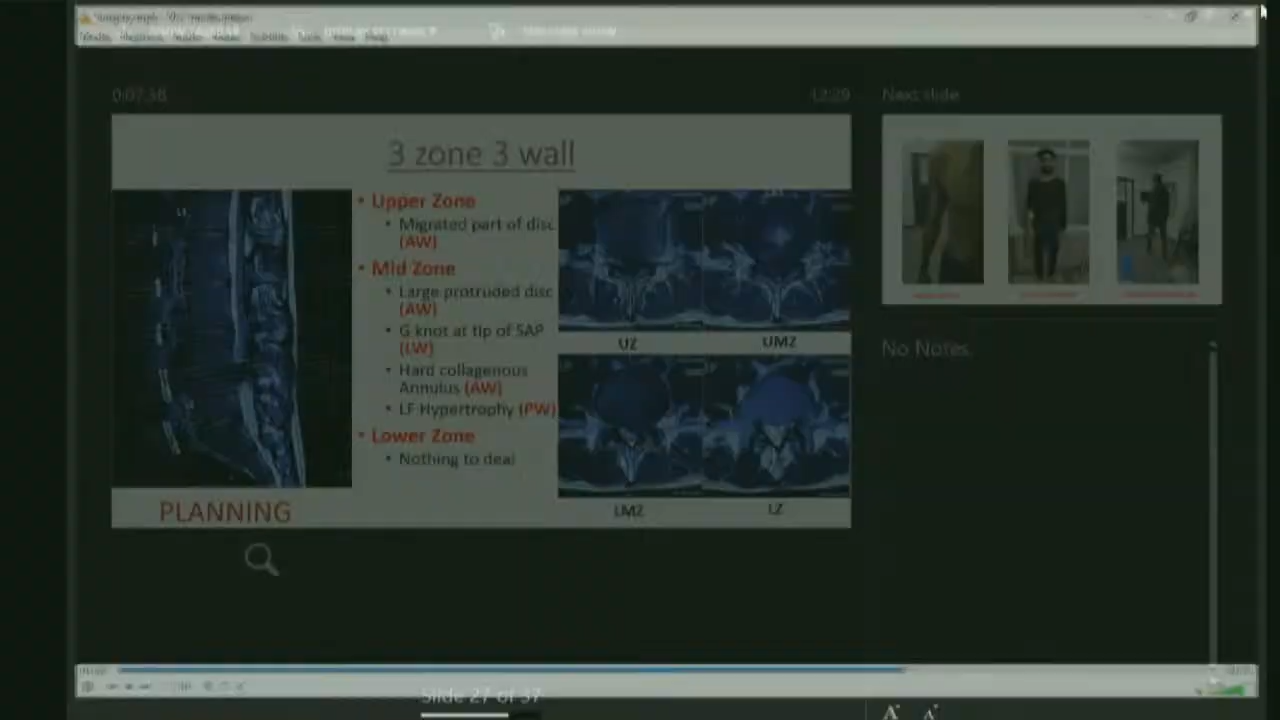 0:07:38
12:29
Next slide
3 zone 3 wall
• Upper Zone
• Migrated part of disc
(AW)
• Mid Zone
• Large protruded disc
(AW)
• G knot at tip of SAP
(LW)
• Hard collagenous
Annulus (AW)
• LF Hypertrophy (PW)
• Lower Zone
• Nothing to deal
UZ
UMZ
LMZ
LZ
PLANNING
No Notes.
Slide 27 of 37